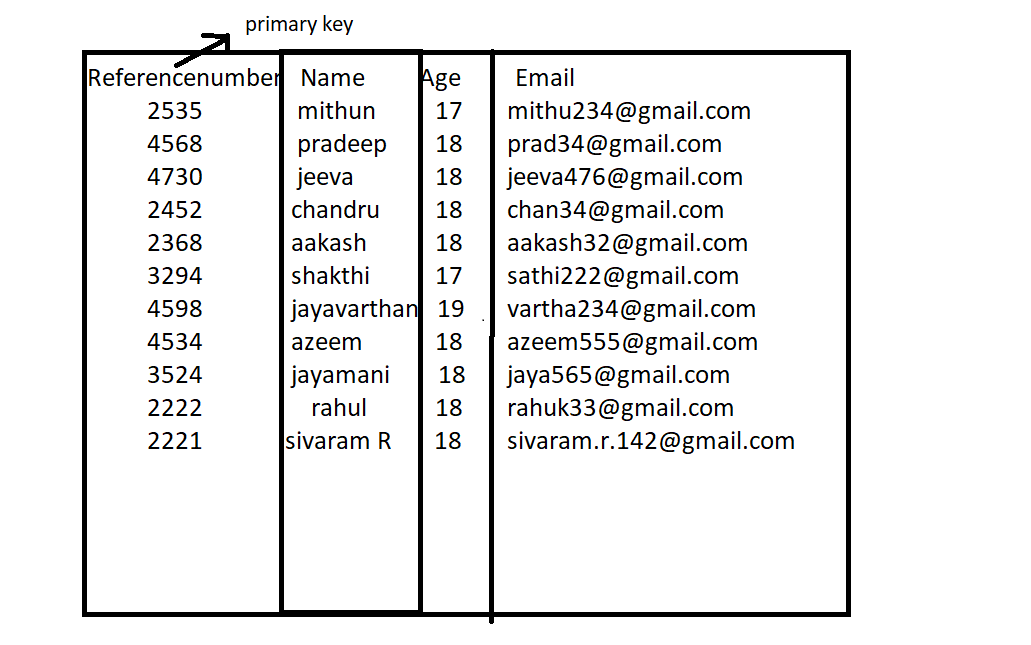 primary key
Referencenumber Name Age Email
2535 mithun 17 mithu234@gmail.com
4568 pradeep 18 prad34@gmail.com
4730 jeeva 18 jeeva476@gmail.com
2452 chandru 18 chan34@gmail.com
2368 aakash 18 aakash32@gmail.com
3294 shakthi 17 sathi222@gmail.com
4598 jayavarthan 19 vartha234@gmail.com
4534 azeem 18 azeem555@gmail.com
3524 jayamani 18 jaya565@gmail.com
2222 rahul 18 rahuk33@gmail.com
2221 sivaram R 18 sivaram.r.142@gmail.com